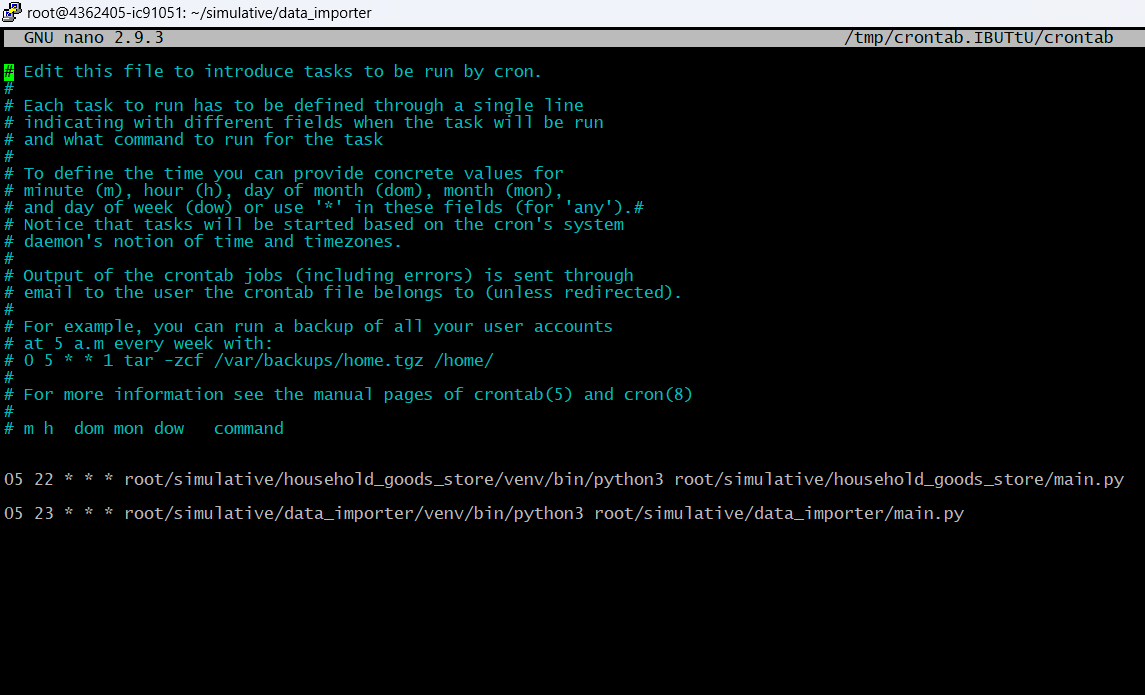 root@4362405-ic91051: ~/simulative/data_importer
GNU nano 2.9.3 /tmp/crontab.IBUTtU/crontab
# Edit this file to introduce tasks to be run by cron.
#
# Each task to run has to be defined through a single line
# indicating with different fields when the task will be run
# and what command to run for the task
#
# To define the time you can provide concrete values for
# minute (m), hour (h), day of month (dom), month (mon),
# and day of week (dow) or use '*' in these fields (for 'any').#
# Notice that tasks will be started based on the cron's system
# daemon's notion of time and timezones.
#
# Output of the crontab jobs (including errors) is sent through
# email to the user the crontab file belongs to (unless redirected).
#
# For example, you can run a backup of all your user accounts
# at 5 a.m every week with:
# 0 5 * * 1 tar -zcf /var/backups/home.tgz /home/
#
# For more information see the manual pages of crontab(5) and cron(8)
#
# m h  dom mon dow   command
05 22 * * * root/simulative/household_goods_store/venv/bin/python3 root/simulative/household_goods_store/main.py
05 23 * * * root/simulative/data_importer/venv/bin/python3 root/simulative/data_importer/main.py